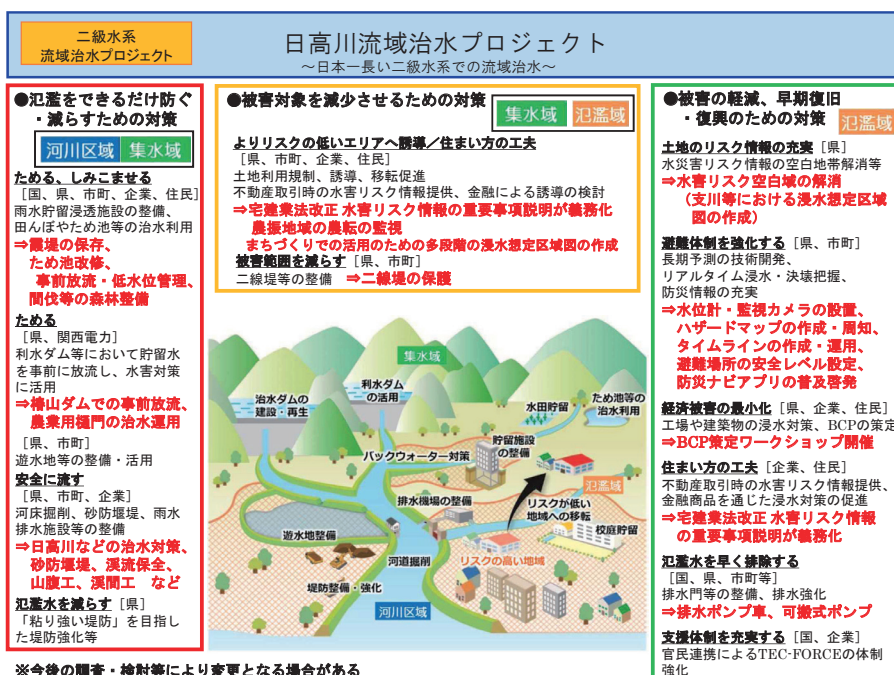 二級水系
流域治水プロジェクト
日高川流域治水プロジェクト
～日本一長い二級水系での流域治水～
●氾濫をできるだけ防ぐ
・減らすための対策
河川区域
集水域
ためる、しみこませる
[国、県、市町、企業、住民]
雨水貯留浸透施設の整備、
田んぼやため池等の治水利用
⇒霞堤の保存、
ため池改修、
事前放流・低水位管理、
間伐等の森林整備
ためる
[県、関西電力]
利水ダム等において貯留水
を事前に放流し、水害対策
に活用
⇒椿山ダムでの事前放流、
農業用樋門の治水運用
[県、市町]
遊水地等の整備・活用
安全に流す
[県、市町、企業]
河床掘削、砂防堰堤、雨水
排水施設等の整備
⇒日高川などの治水対策、
砂防堰堤、渓流保全、
山腹工、渓間工 など
氾濫水を減らす [県]
「粘り強い堤防」を目指し
た堤防強化等
●被害対象を減少させるための対策
集水域
氾濫域
よりリスクの低いエリアへ誘導／住まい方の工夫
[県、市町、企業、住民]
土地利用規制、誘導、移転促進
不動産取引時の水害リスク情報提供、金融による誘導の検討
⇒宅建業法改正 水害リスク情報の重要事項説明が義務化
農振地域の農転の監視
まちづくりでの活用のための多段階の浸水想定区域図の作成
被害範囲を減らす [県、市町]
二線堤等の整備 ⇒二線堤の保護
集水域
治水ダムの
建設・再生
利水ダム
の活用
水田貯留
ため池等の
治水利用
バックウォーター対策
貯留施設
の整備
氾濫域
排水機場の整備
リスクが低い
地域への移転
校庭貯留
遊水地整備
河道掘削
リスクの高い地域
堤防整備・強化
河川区域
●被害の軽減、早期復旧
・復興のための対策
氾濫域
土地のリスク情報の充実 [県]
水災害リスク情報の空白地帯解消等
⇒水害リスク空白域の解消
（支川等における浸水想定区域
図の作成）
避難体制を強化する [県、市町]
長期予測の技術開発、
リアルタイム浸水・決壊把握、
防災情報の充実
⇒水位計・監視カメラの設置、
ハザードマップの作成・周知、
タイムラインの作成・運用、
避難場所の安全レベル設定、
防災ナビアプリの普及啓発
経済被害の最小化 [県、企業、住民]
工場や建築物の浸水対策、BCPの策定
⇒BCP策定ワークショップ開催
住まい方の工夫 [企業、住民]
不動産取引時の水害リスク情報提供、
金融商品を通じた浸水対策の促進
⇒宅建業法改正 水害リスク情報
の重要事項説明が義務化
氾濫水を早く排除する
[国、県、市町等]
排水門等の整備、排水強化
⇒排水ポンプ車、可搬式ポンプ
支援体制を充実する [国、企業]
官民連携によるTEC-FORCEの体制
強化
※今後の調査・検討等により変更となる場合がある